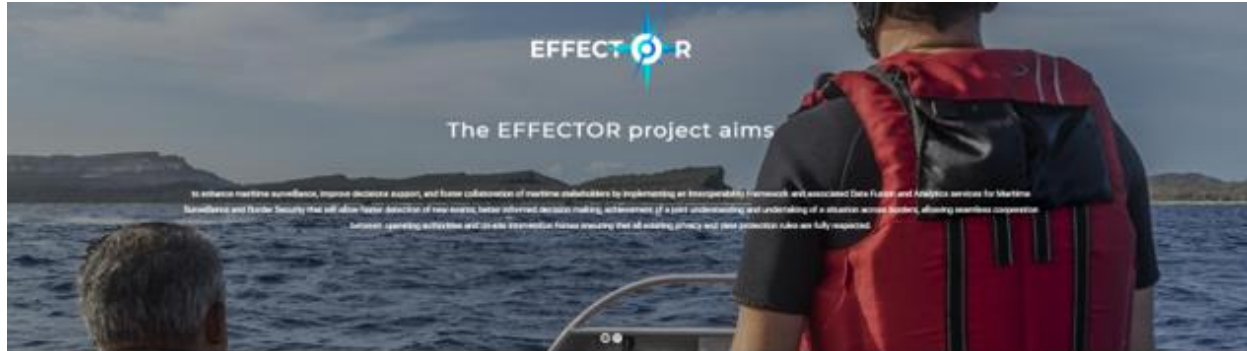 EFFECTOR
The EFFECTOR project aims
to enhance maritime surveillance, improve decisions support, and foster collaboration of maritime stakeholders by implementing an Interoperability Framework and associated Data Fusion and Analytics services for Maritime
Surveillance and Border Security that will allow faster detection of new events, better informed decision making, achievement of a joint understanding and undertaking of a situation across borders, allowing seamless cooperation
between operating authorities and on-site intervention forces ensuring that all existing privacy and data protection rules are fully respected.